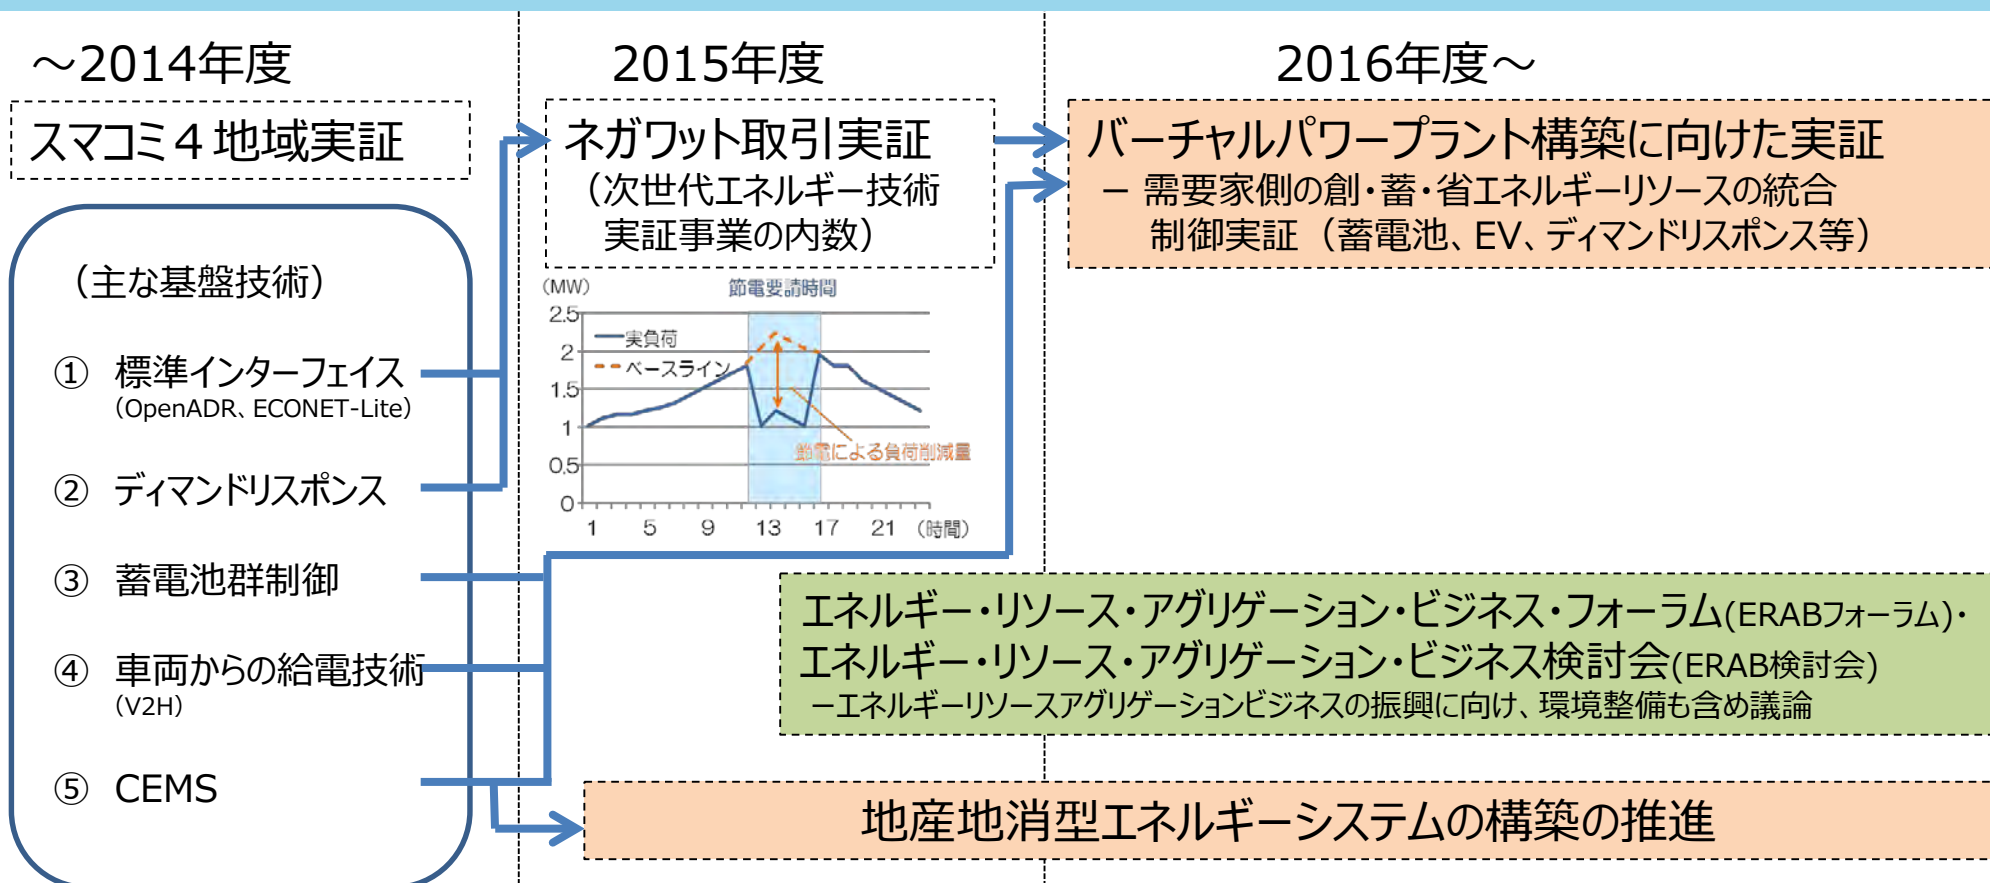 ～2014年度
2015年度
2016年度～
スマコミ４地域実証
（主な基盤技術）
① 標準インターフェイス
（OpenADR、ECONET-Lite）
② ディマンドリスポンス
③ 蓄電池群制御
④ 車両からの給電技術
（V2H）
⑤ CEMS
ネガワット取引実証
（次世代エネルギー技術
実証事業の内数）
(MW)
節電要請時間
2.5
2
1.5
1
0.5
0
実負荷
ベースライン
節電による負荷削減量
1 5 9 13 17 21 (時間)
バーチャルパワープラント構築に向けた実証
－ 需要家側の創・蓄・省エネルギーリソースの統合
制御実証（蓄電池、EV、ディマンドリスポンス等）
エネルギー・リソース・アグリゲーション・ビジネス・フォーラム(ERABフォーラム)・
エネルギー・リソース・アグリゲーション・ビジネス検討会(ERAB検討会)
－エネルギーリソースアグリゲーションビジネスの振興に向け、環境整備も含め議論
地産地消型エネルギーシステムの構築の推進